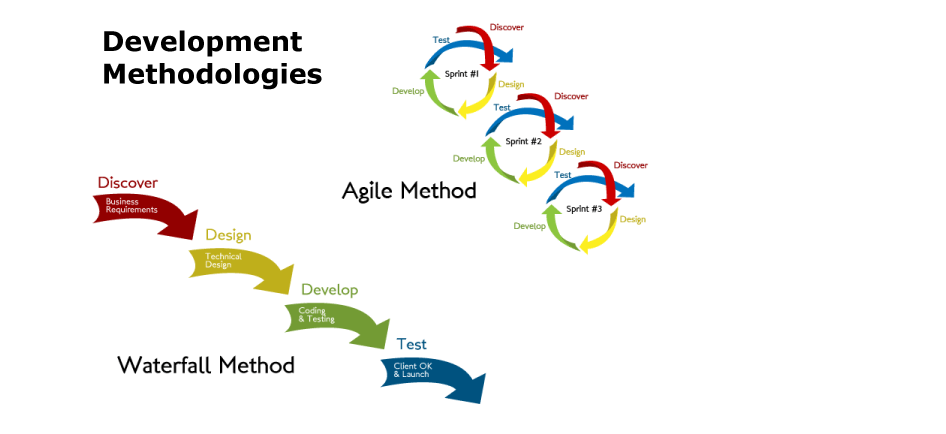 Development
Methodologies
Discover
Test
Sprint #1
Design
Develop
Discover
Test
Sprint #2
Design
Develop
Discover
Test
Sprint #3
Design
Develop
Agile Method
Discover
Business
Requirements
Design
Technical
Design
Develop
Coding
& Testing
Test
Client OK
& Launch
Waterfall Method